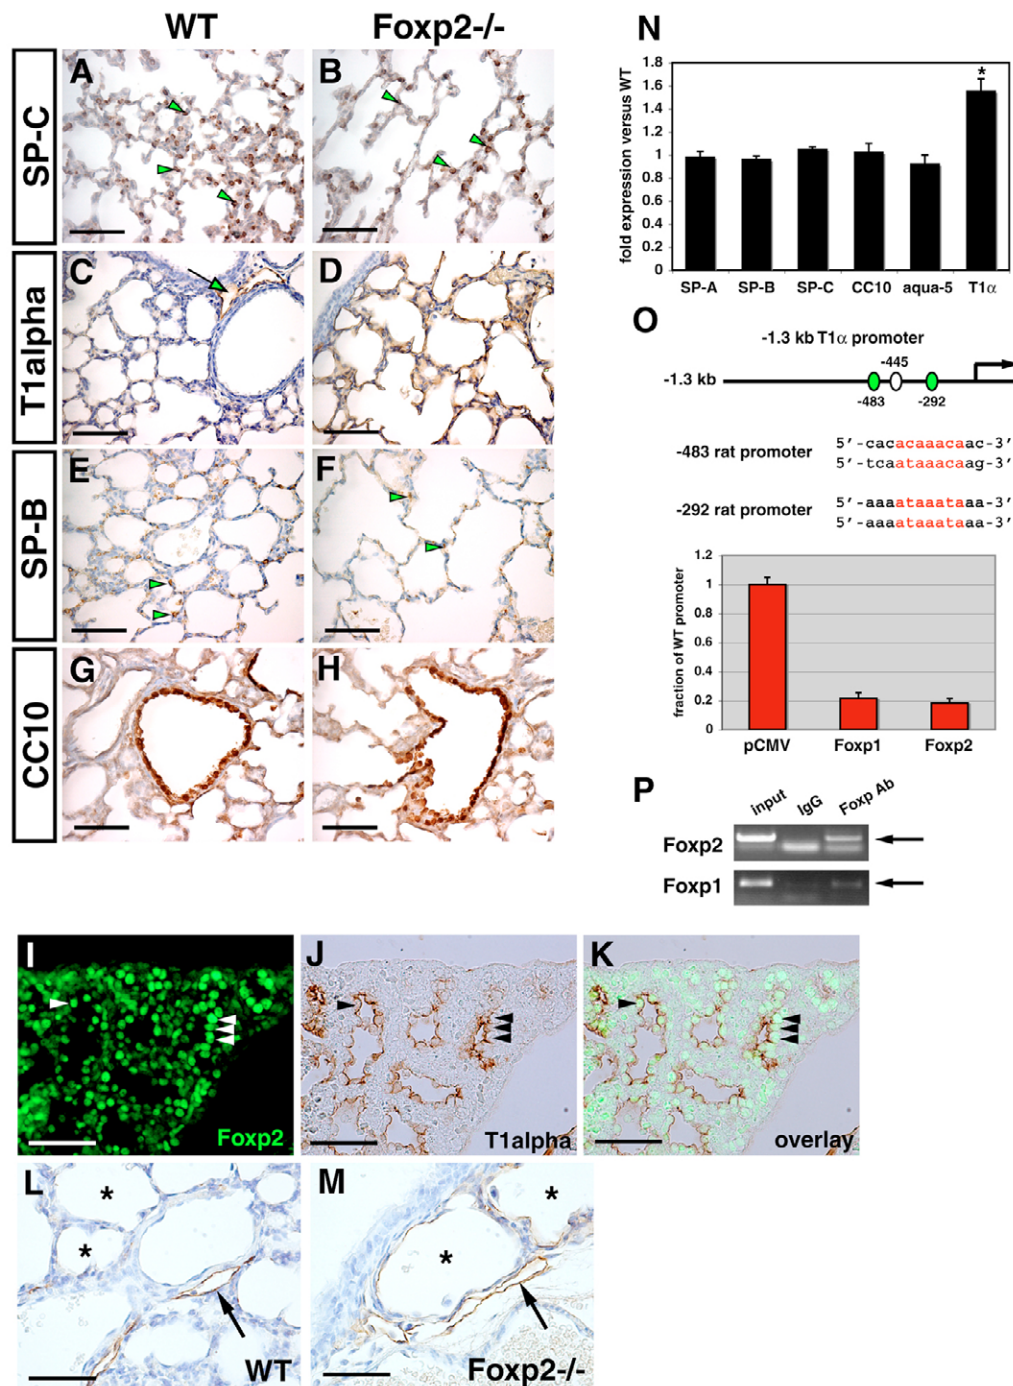 WT
Foxp2-/-
SP-C
A
B
T1alpha
C
D
SP-B
E
F
CC10
G
H
N
fold expression versus WT
1.8
1.6
1.4
1.2
1
0.8
0.6
0.4
0.2
0
*
SP-A
SP-B
SP-C
CC10
aqua-5
T1α
O
-1.3 kb T1α promoter
-445
-1.3 kb
-483
-292
-483 rat promoter
5'-cacacaaacaac-3'
5'-tcaataaacaag-3'
-292 rat promoter
5'-aaaataaataaa-3'
5'-aaaataaataaa-3'
fraction of WT promoter
1.2
1
0.8
0.6
0.4
0.2
0
pCMV
Foxp1
Foxp2
P
input
IgG
Foxp Ab
Foxp2
Foxp1
I
Foxp2
J
T1alpha
K
overlay
L
*
*
WT
M
*
*
Foxp2-/-